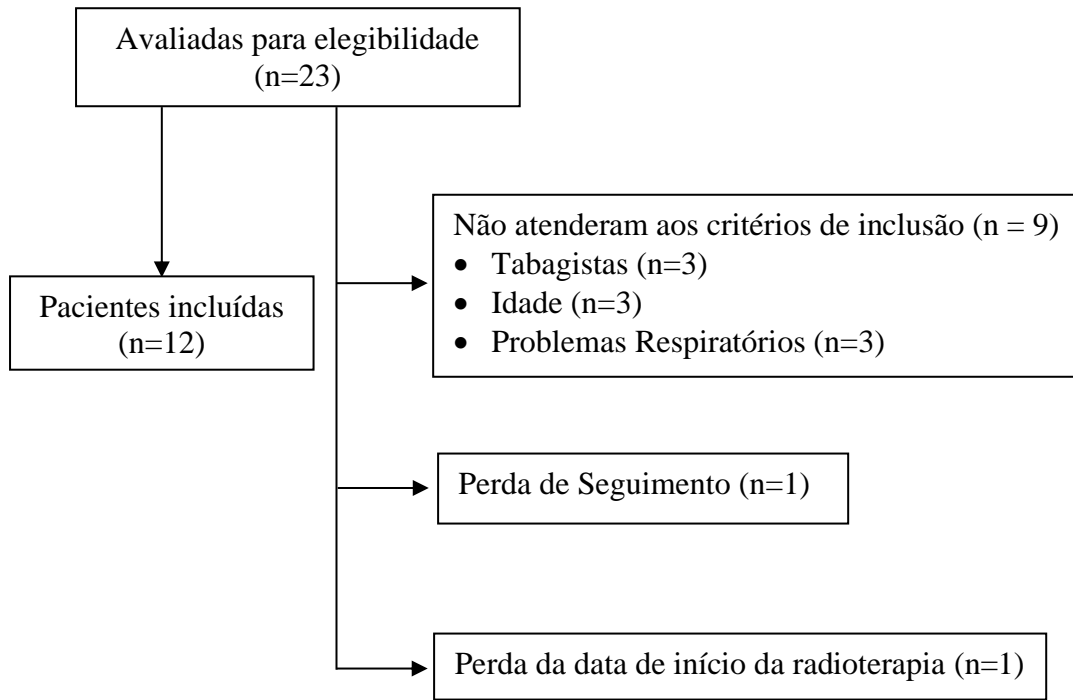 Avaliadas para elegibilidade
(n=23)
Não atenderam aos critérios de inclusão (n = 9)
• Tabagistas (n=3)
• Idade (n=3)
• Problemas Respiratórios (n=3)
Pacientes incluídas
(n=12)
Perda de Seguimento (n=1)
Perda da data de início da radioterapia (n=1)